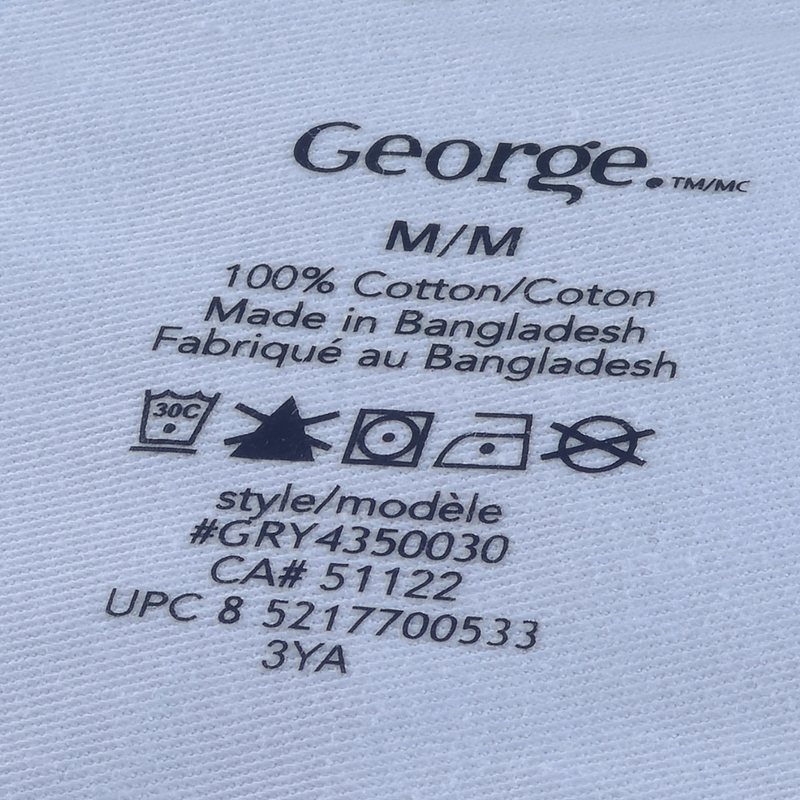 George.TM/MC
M/M
100% Cotton/Coton
Made in Bangladesh
Fabriqué au Bangladesh
30C
style/modèle
#GRY4350030
CA# 51122
UPC 8 5217700533
3YA